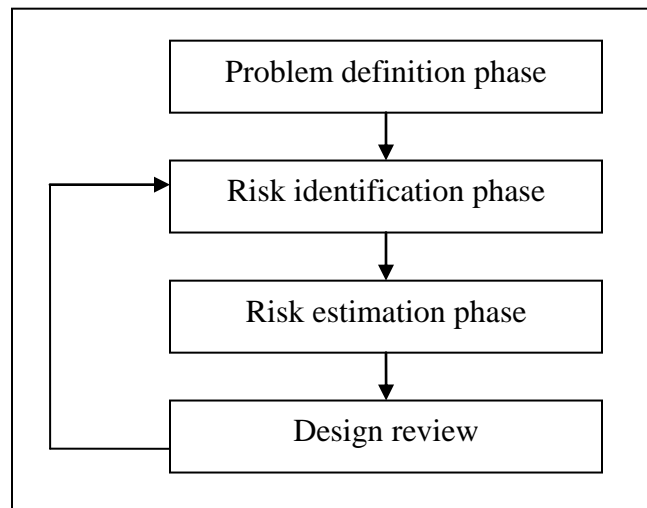 Problem definition phase
Risk identification phase
Risk estimation phase
Design review